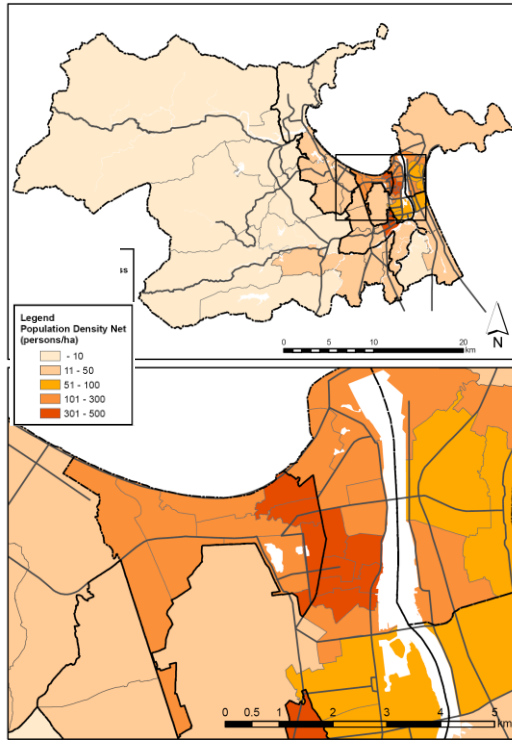 ss
Legend
Population Density Net
(persons/ha)
- 10
11 - 50
51 - 100
101 - 300
301 - 500
0 5 10 20
km
N
0 0.5 1 2 3 4 5
km